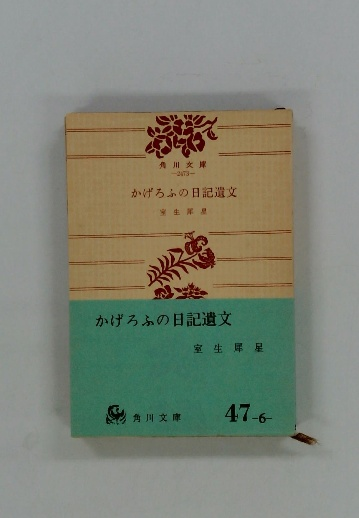 角川文庫
—2473—
かげろふの日記遺文
室生犀星
かげろふの日記遺文
室生犀星
角川文庫
47-6-